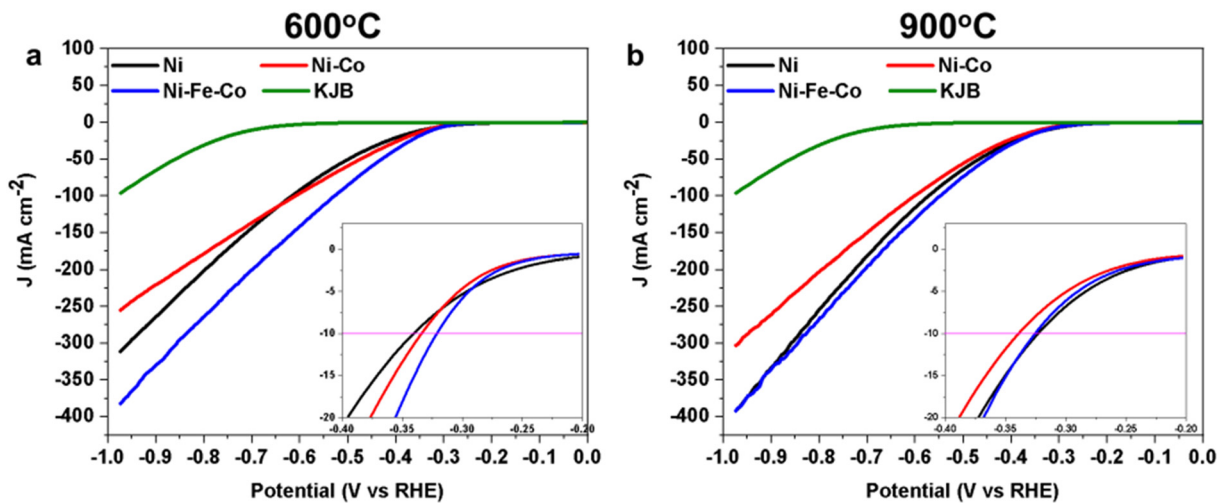 600°C
a
Ni
Ni-Co
Ni-Fe-Co
KJB
100
50
0
-50
-100
-150
-200
-250
-300
-350
-400
J (mA cm-2)
-1.0 -0.9 -0.8 -0.7 -0.6 -0.5 -0.4 -0.3 -0.2 -0.1 0.0
Potential (V vs RHE)
0
-5
-10
-15
-20
-0.40 -0.35 -0.30 -0.25 -0.20
900°C
b
Ni
Ni-Co
Ni-Fe-Co
KJB
100
50
0
-50
-100
-150
-200
-250
-300
-350
-400
J (mA cm-2)
-1.0 -0.9 -0.8 -0.7 -0.6 -0.5 -0.4 -0.3 -0.2 -0.1 0.0
Potential (V vs RHE)
0
-5
-10
-15
-20
-0.40 -0.35 -0.30 -0.25 -0.20